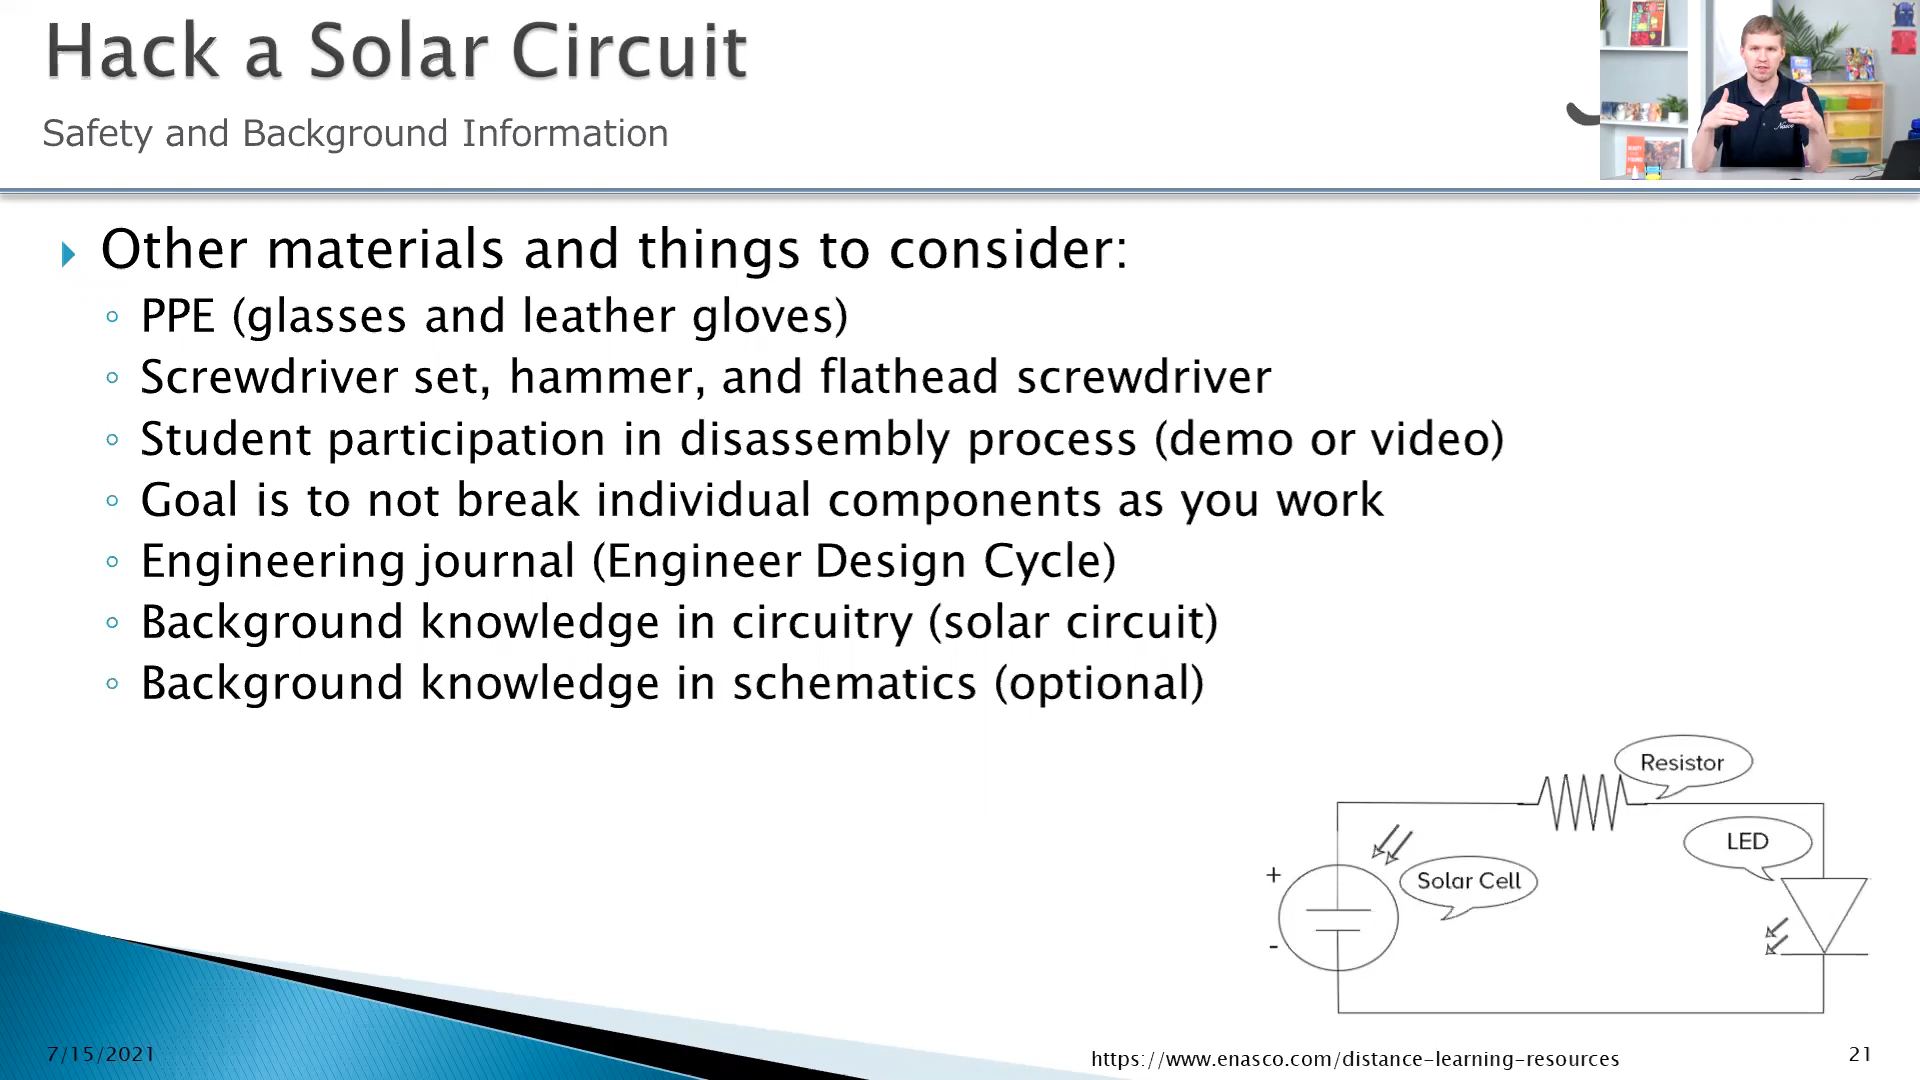 Hack a Solar Circuit
Safety and Background Information
Nasco
Other materials and things to consider:
PPE (glasses and leather gloves)
Screwdriver set, hammer, and flathead screwdriver
Student participation in disassembly process (demo or video)
Goal is to not break individual components as you work
Engineering journal (Engineer Design Cycle)
Background knowledge in circuitry (solar circuit)
Background knowledge in schematics (optional)
Resistor
LED
+
Solar Cell
-
7/15/2021
https://www.enasco.com/distance-learning-resources
21